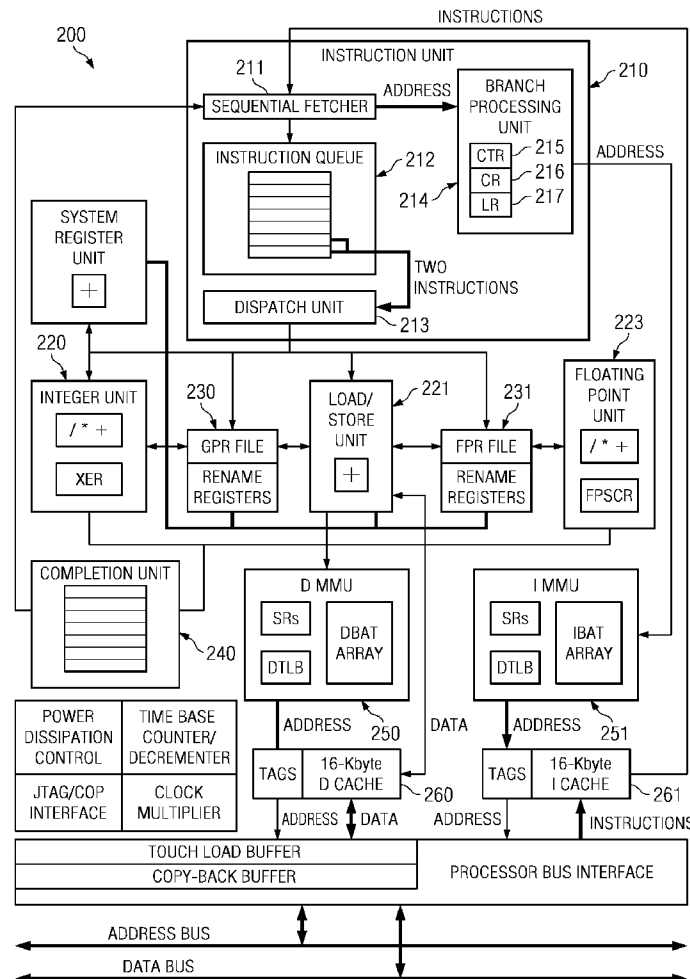 INSTRUCTIONS
200
INSTRUCTION UNIT
210
211
SEQUENTIAL FETCHER
ADDRESS
BRANCH
PROCESSING
UNIT
CTR
215
CR
216
LR
217
214
ADDRESS
INSTRUCTION QUEUE
212
TWO
INSTRUCTIONS
DISPATCH UNIT
213
SYSTEM
REGISTER
UNIT
+
220
INTEGER UNIT
/ * +
XER
230
GPR FILE
RENAME
REGISTERS
LOAD/
STORE
UNIT
+
221
231
FPR FILE
RENAME
REGISTERS
223
FLOATING
POINT
UNIT
/ * +
FPSCR
COMPLETION UNIT
240
D MMU
SRs
DTLB
DBAT
ARRAY
250
I MMU
SRs
DTLB
IBAT
ARRAY
251
POWER
DISSIPATION
CONTROL
TIME BASE
COUNTER/
DECREMENTER
JTAG/COP
INTERFACE
CLOCK
MULTIPLIER
ADDRESS
DATA
TAGS
16-Kbyte
D CACHE
260
ADDRESS
DATA
ADDRESS
TAGS
16-Kbyte
I CACHE
261
ADDRESS
INSTRUCTIONS
TOUCH LOAD BUFFER
COPY-BACK BUFFER
PROCESSOR BUS INTERFACE
ADDRESS BUS
DATA BUS